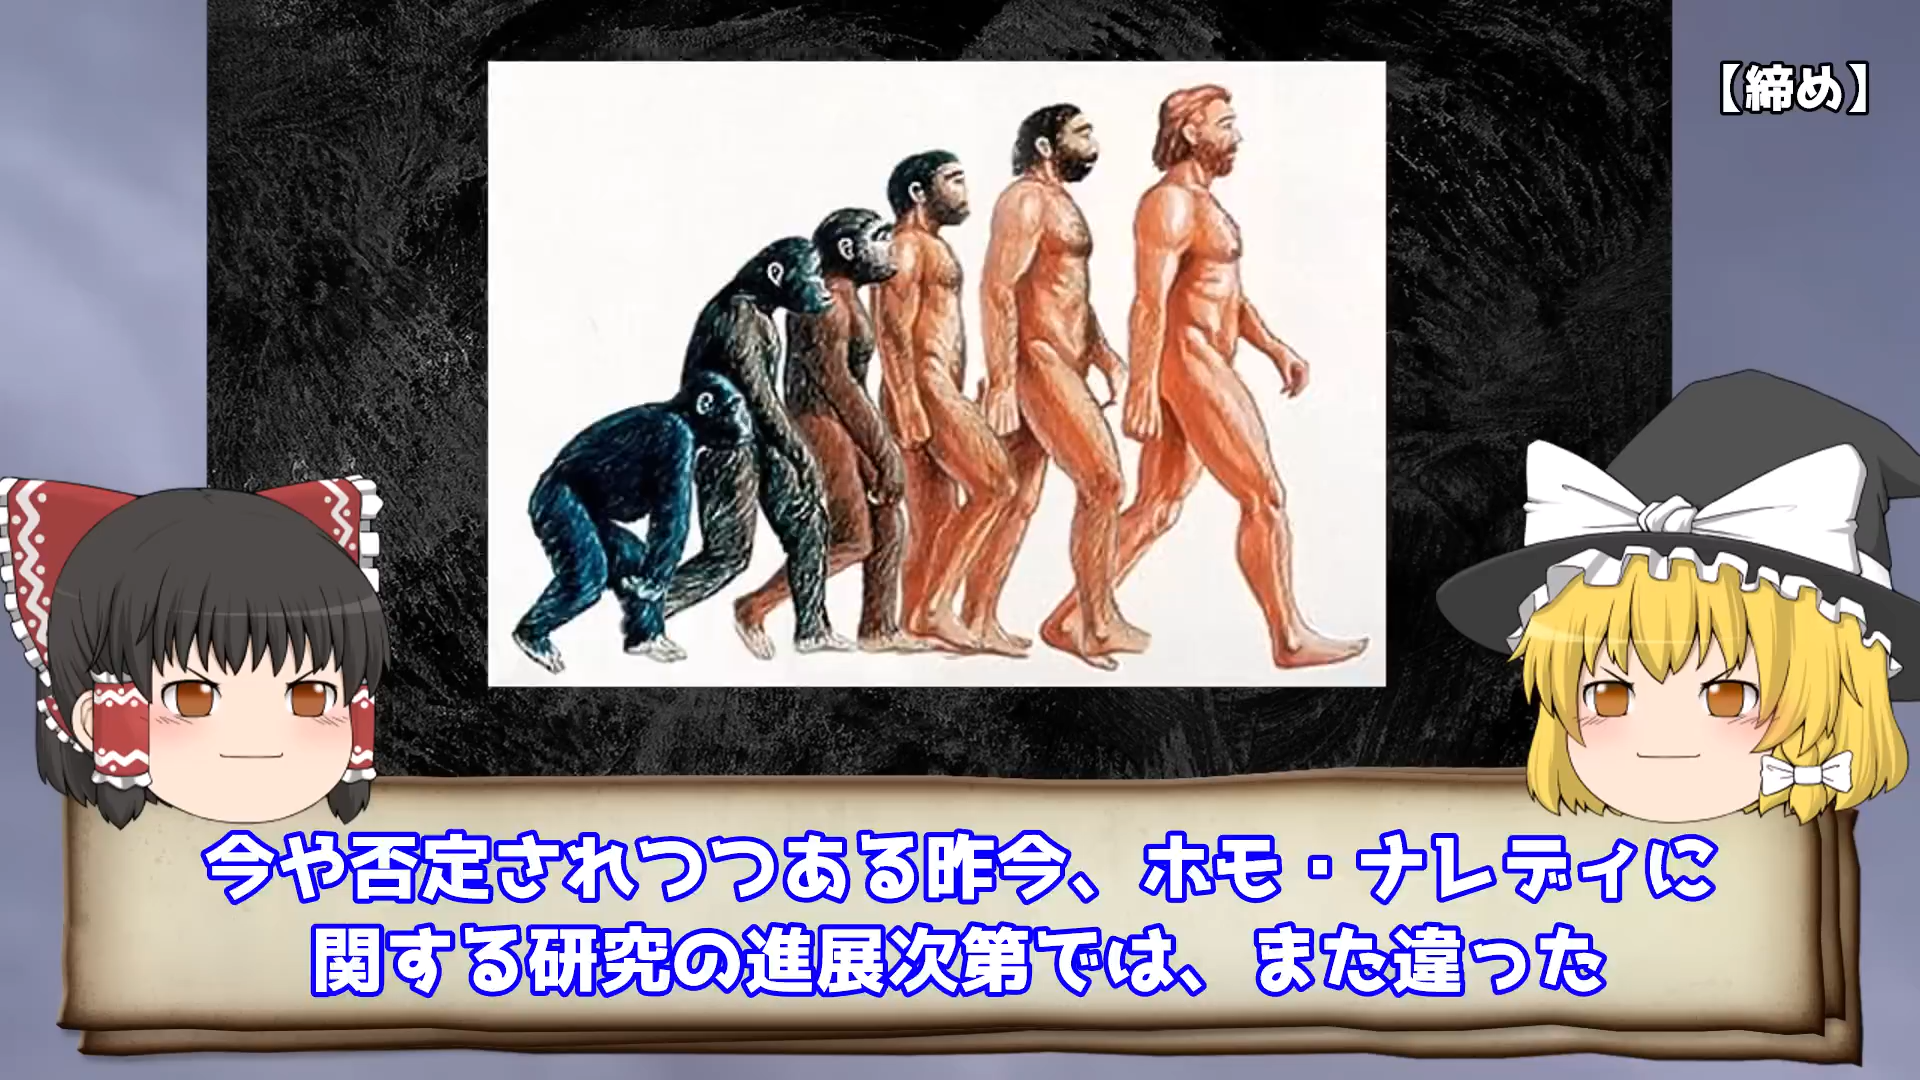 【締め】
今や否定されつつある昨今、ホモ・ナレディに
関する研究の進展次第では、また違った